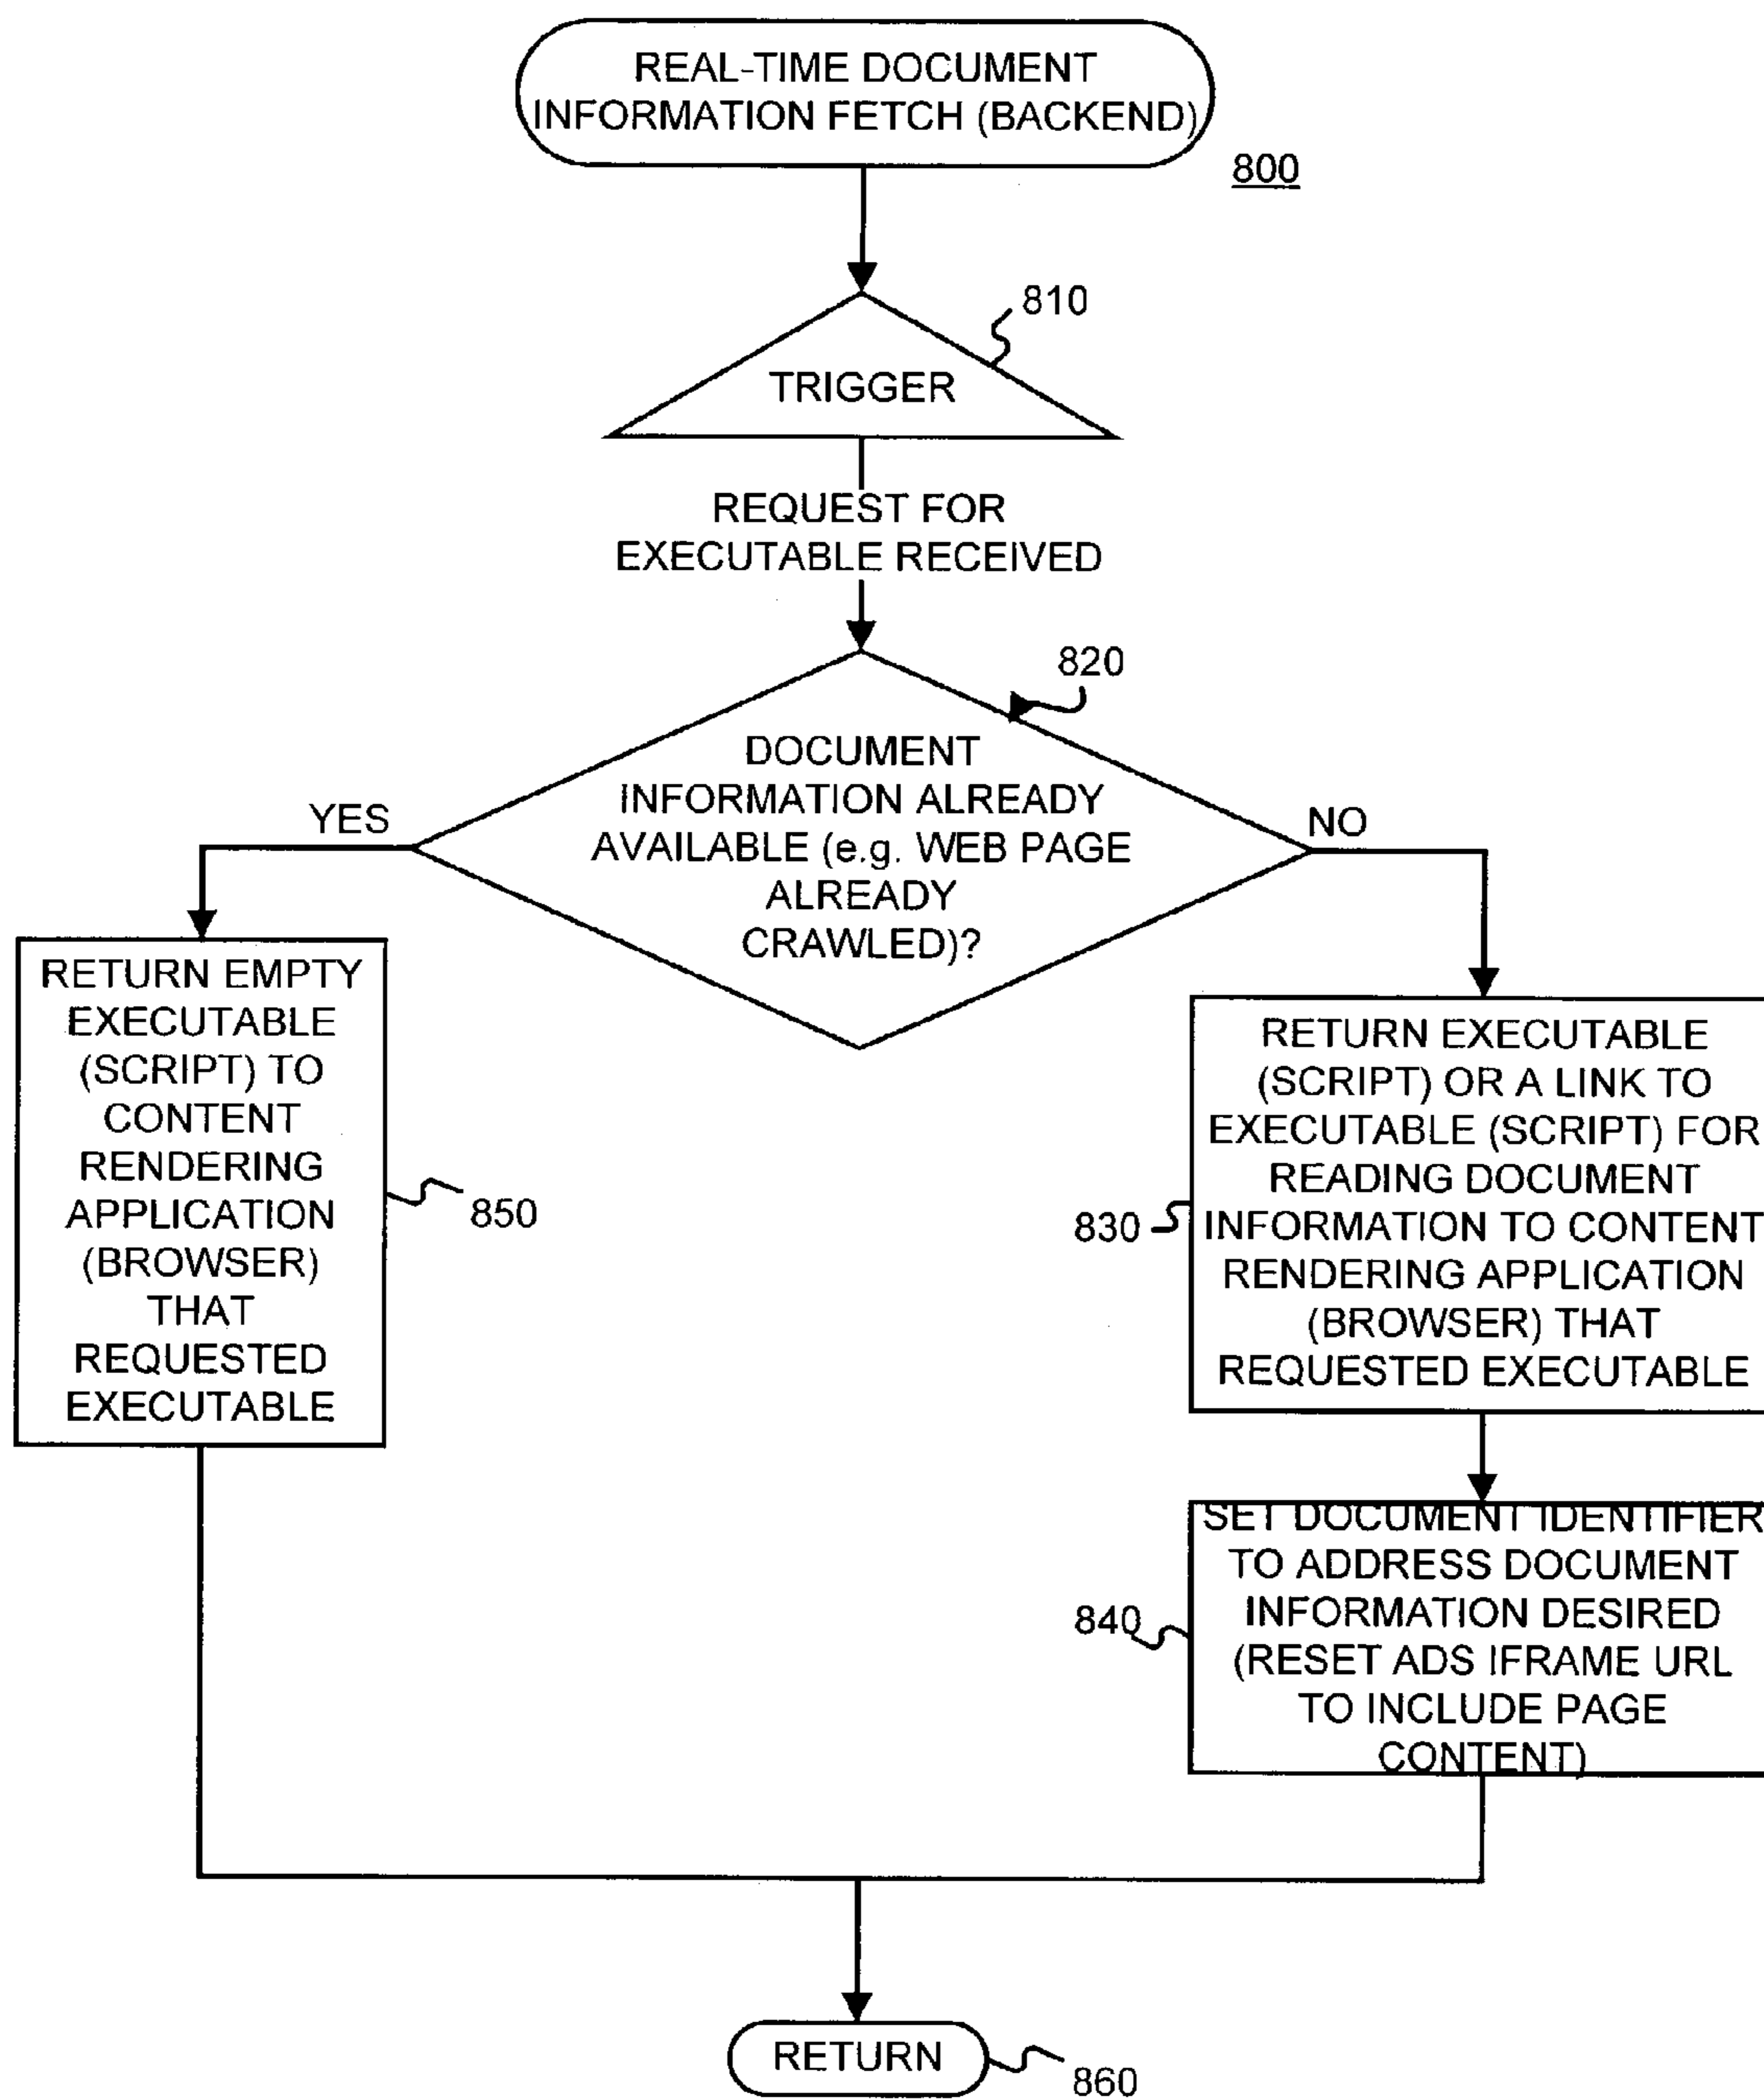 REAL-TIME DOCUMENT
INFORMATION FETCH (BACKEND)
800
810
TRIGGER
REQUEST FOR
EXECUTABLE RECEIVED
820
DOCUMENT
INFORMATION ALREADY
AVAILABLE (e.g. WEB PAGE
ALREADY
CRAWLED)?
YES
NO
RETURN EMPTY
EXECUTABLE
(SCRIPT) TO
CONTENT
RENDERING
APPLICATION
(BROWSER)
THAT
REQUESTED
EXECUTABLE
850
RETURN EXECUTABLE
(SCRIPT) OR A LINK TO
EXECUTABLE (SCRIPT) FOR
READING DOCUMENT
INFORMATION TO CONTENT
RENDERING APPLICATION
(BROWSER) THAT
REQUESTED EXECUTABLE
830
SET DOCUMENT IDENTIFIER
TO ADDRESS DOCUMENT
INFORMATION DESIRED
(RESET ADS IFRAME URL
TO INCLUDE PAGE
CONTENT)
840
RETURN
860